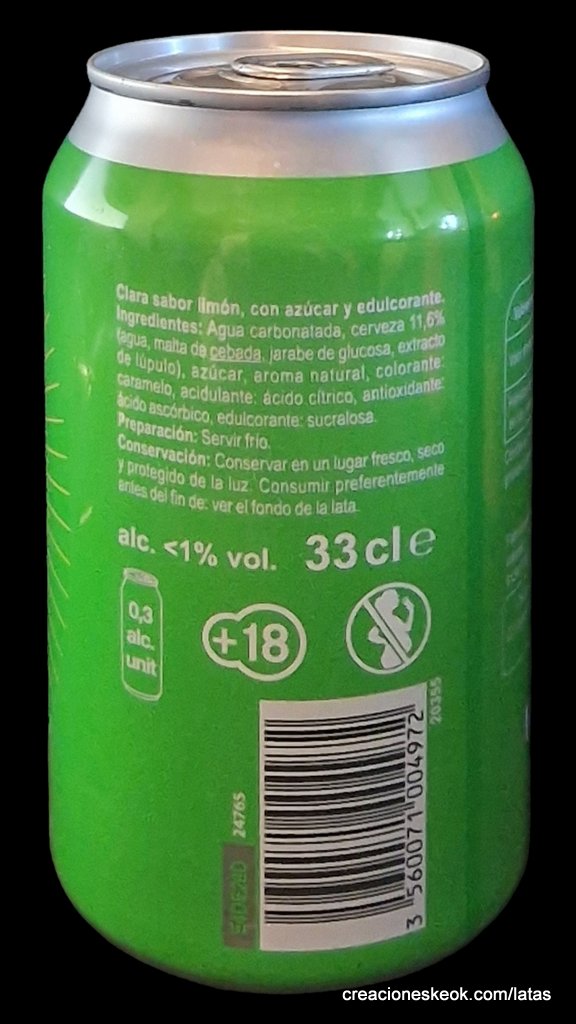 Clara sabor limón, con azúcar y edulcorante.
Ingredientes: Agua carbonatada, cerveza 11,6%
(agua, malta de cebada, jarabe de glucosa, extracto
de lúpulo), azúcar, aroma natural, colorante:
caramelo, acidulante: ácido cítrico, antioxidante:
ácido ascórbico, edulcorante: sucralosa.
Preparación: Servir frío.
Conservación: Conservar en un lugar fresco, seco
y protegido de la luz. Consumir preferentemente
antes del fin de: ver el fondo de la lata.
alc. <1% vol. 33 cl e
0,3
alc.
unit
+18
20355
24765
3 560071 004972
creacioneskeok.com/latas